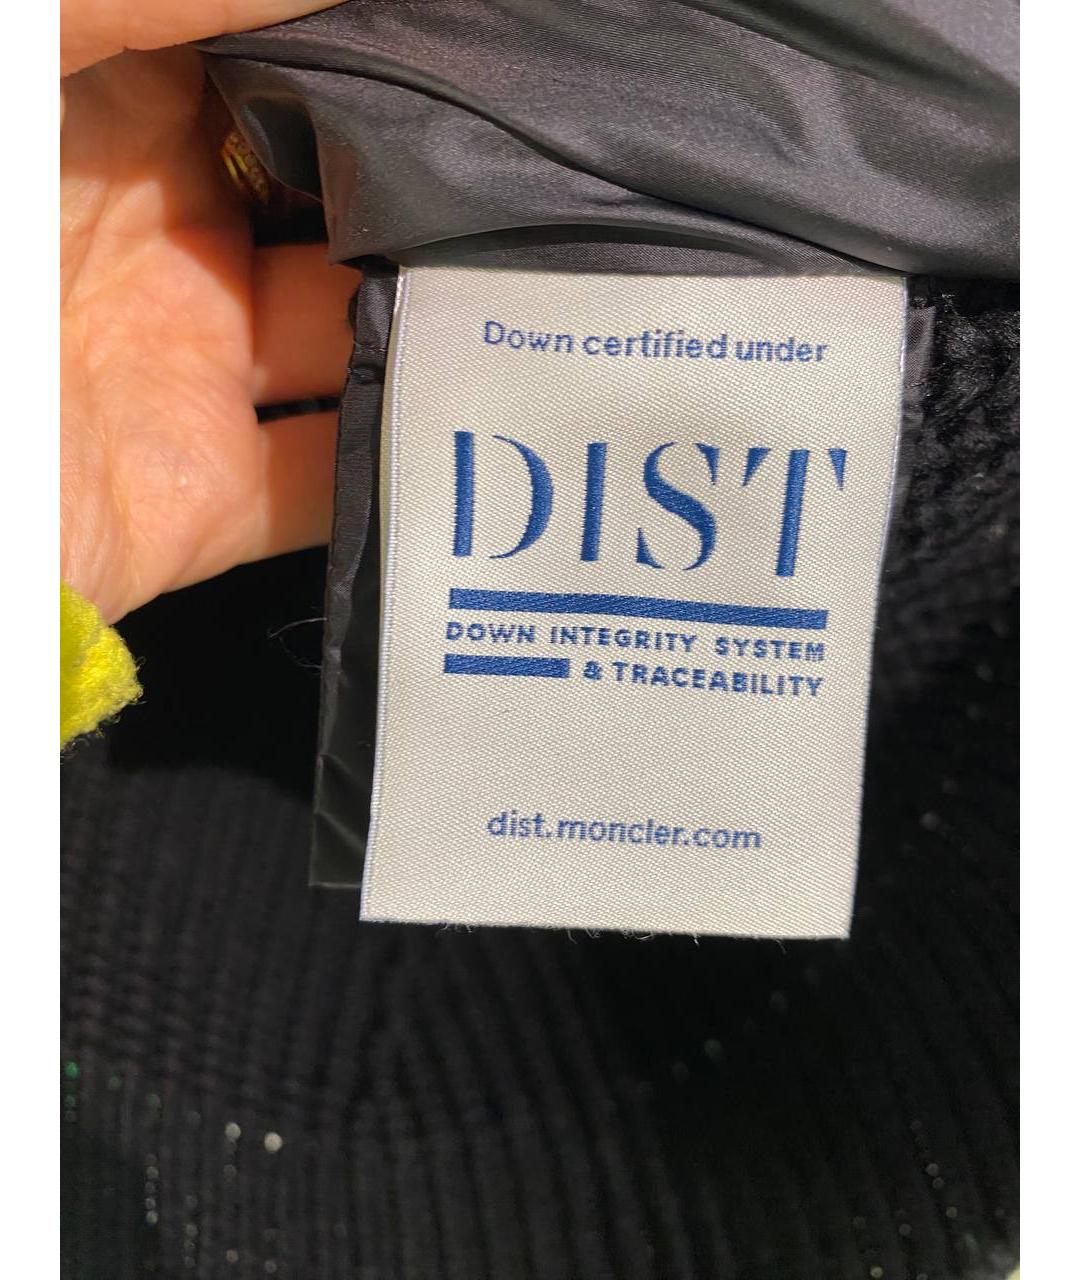 Down certified under
DIST
DOWN INTEGRITY SYSTEM
& TRACEABILITY
dist.moncler.com